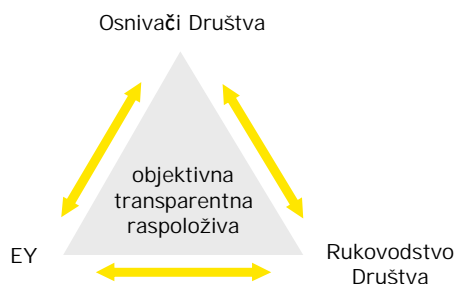 Osnivači Društva
objektivna
transparentna
raspoloživa
EY
Rukovodstvo
Društva